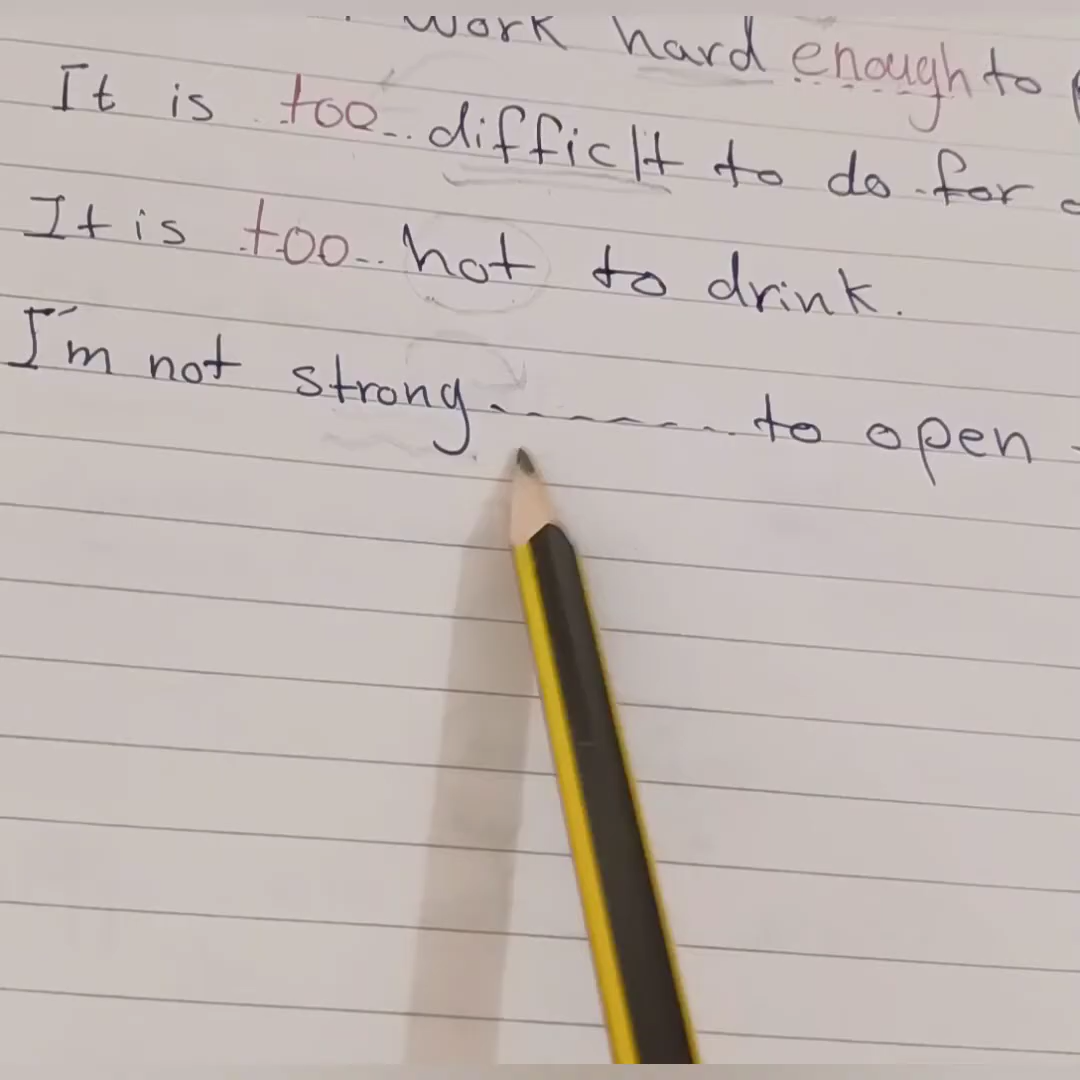 work hard enough to
It is too difficlt to do for
It is too hot to drink.
I'm not strong ........ to open